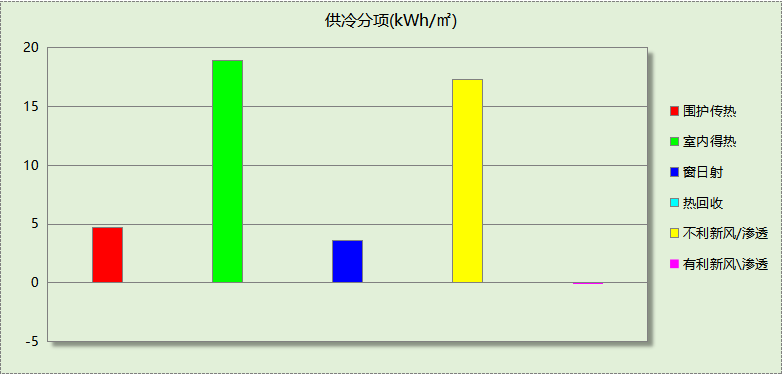 供冷分项(kWh/㎡)
20
15
10
5
0
-5
围护传热
室内得热
窗日射
热回收
不利新风/渗透
有利新风\渗透